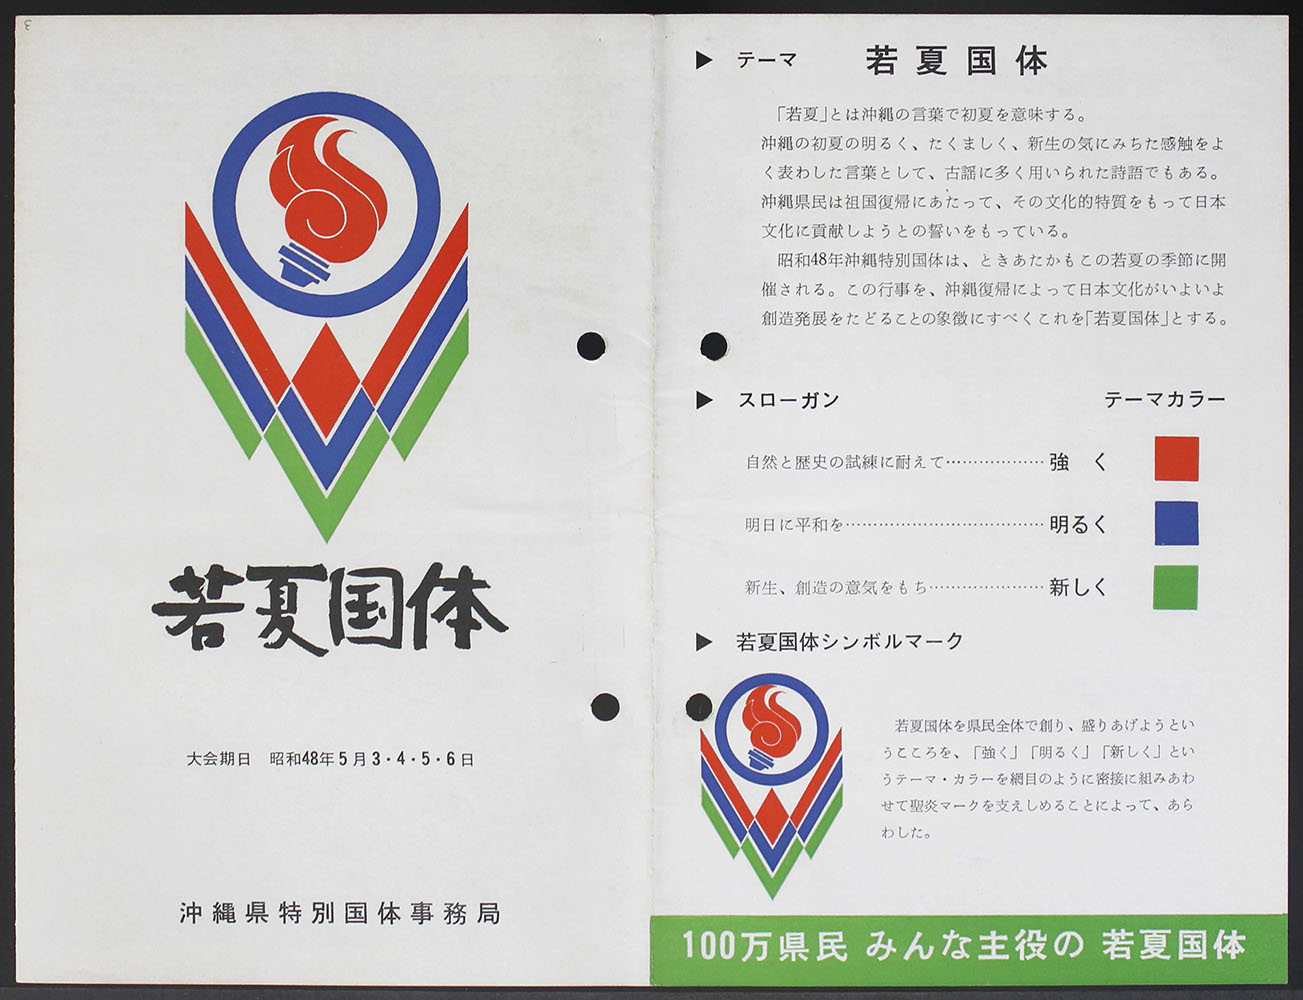 若夏国体
大会期日　昭和48年5月3・4・5・6日
沖縄県特別国体事務局
▶ テーマ　若夏国体
「若夏」とは沖縄の言葉で初夏を意味する。
沖縄の初夏の明るく、たくましく、新生の気にみちた感触をよ
く表わした言葉として、古謡に多く用いられた詩語でもある。
沖縄県民は祖国復帰にあたって、その文化的特質をもって日本
文化に貢献しようとの誓いをもっている。
昭和48年沖縄特別国体は、ときあたかもこの若夏の季節に開
催される。この行事を、沖縄復帰によって日本文化がいよいよ
創造発展をたどることの象徴にすべくこれを「若夏国体」とする。
▶ スローガン　テーマカラー
自然と歴史の試練に耐えて………………強　く
明日に平和を………………………………明るく
新生、創造の意気をもち…………………新しく
▶ 若夏国体シンボルマーク
若夏国体を県民全体で創り、盛りあげようとい
うこころを、「強く」「明るく」「新しく」とい
うテーマ・カラーを網目のように密接に組みあわ
せて聖炎マークを支えしめることによって、あら
わした。
100万県民 みんな主役の 若夏国体